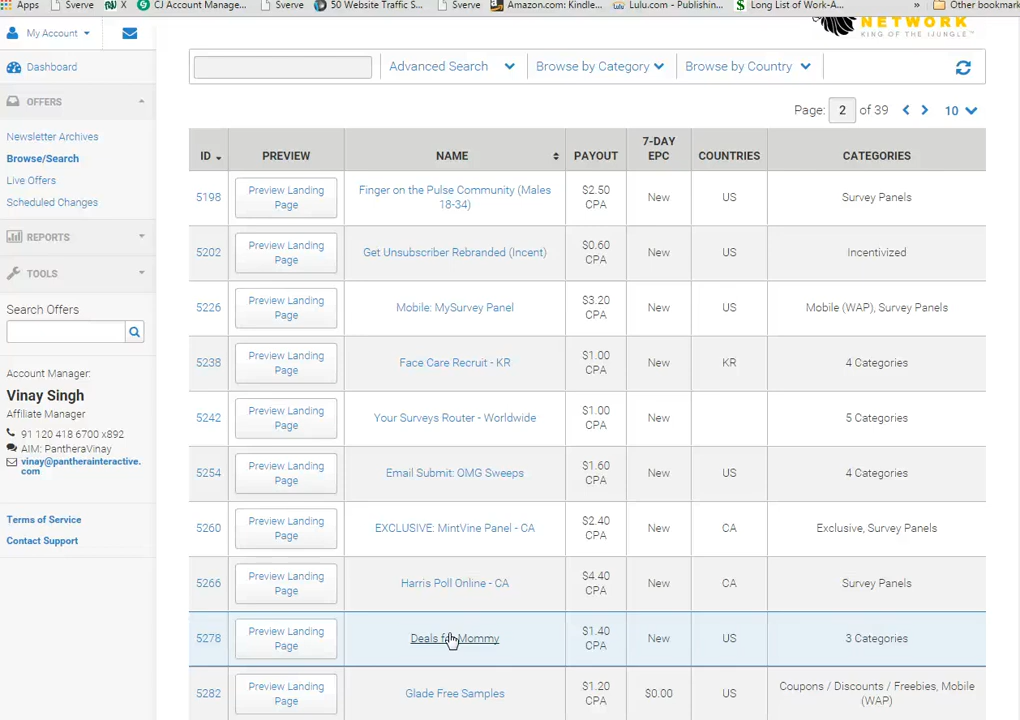 Apps Sverve X CJ Account Manage... Sverve 50 Website Traffic S... Sverve Amazon.com: Kindle... Lulu.com - Publishin... Long List of Work-A... » Other bookmark
NETWORK
KING OF THE JUNGLE™
My Account
Dashboard
OFFERS
Newsletter Archives
Browse/Search
Live Offers
Scheduled Changes
REPORTS
TOOLS
Search Offers
Account Manager:
Vinay Singh
Affiliate Manager
91 120 418 6700 x892
AIM: PantheraVinay
vinay@pantherainteractive.
com
Terms of Service
Contact Support
Advanced Search Browse by Category Browse by Country
Page: 2 of 39 10
ID PREVIEW NAME PAYOUT 7-DAY EPC COUNTRIES CATEGORIES
5198 Preview Landing Page Finger on the Pulse Community (Males 18-34) $2.50 CPA New US Survey Panels
5202 Preview Landing Page Get Unsubscriber Rebranded (Incent) $0.60 CPA New US Incentivized
5226 Preview Landing Page Mobile: MySurvey Panel $3.20 CPA New US Mobile (WAP), Survey Panels
5238 Preview Landing Page Face Care Recruit - KR $1.00 CPA New KR 4 Categories
5242 Preview Landing Page Your Surveys Router - Worldwide $1.00 CPA New 5 Categories
5254 Preview Landing Page Email Submit: OMG Sweeps $1.60 CPA New US 4 Categories
5260 Preview Landing Page EXCLUSIVE: MintVine Panel - CA $2.40 CPA New CA Exclusive, Survey Panels
5266 Preview Landing Page Harris Poll Online - CA $4.40 CPA New CA Survey Panels
5278 Preview Landing Page Deals for Mommy $1.40 CPA New US 3 Categories
5282 Preview Landing Page Glade Free Samples $1.20 CPA $0.00 US Coupons / Discounts / Freebies, Mobile (WAP)